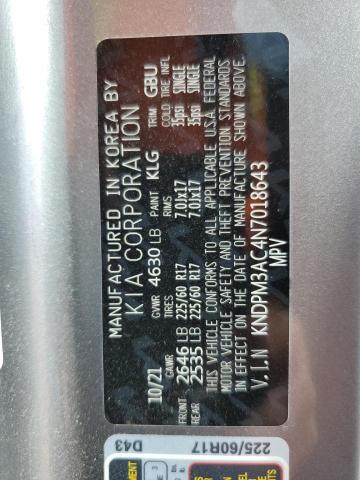 MANUFACTURED IN KOREA BY
KIA CORPORATION
10/21 GVWR 4630 LB PAINT KLG TRIM GBU
GAWR TIRES RIMS COLD TIRE INFL
FRONT 2646 LB 225/60 R17 7.0JX17 35psi SINGLE
REAR 2535 LB 225/60 R17 7.0JX17 35psi SINGLE
THIS VEHICLE CONFORMS TO ALL APPLICABLE U.S.A. FEDERAL
MOTOR VEHICLE SAFETY AND THEFT PREVENTION STANDARDS
IN EFFECT ON THE DATE OF MANUFACTURE SHOWN ABOVE.
V.I.N KNDPM3AC4N7018643
MPV
D43
225/60R17